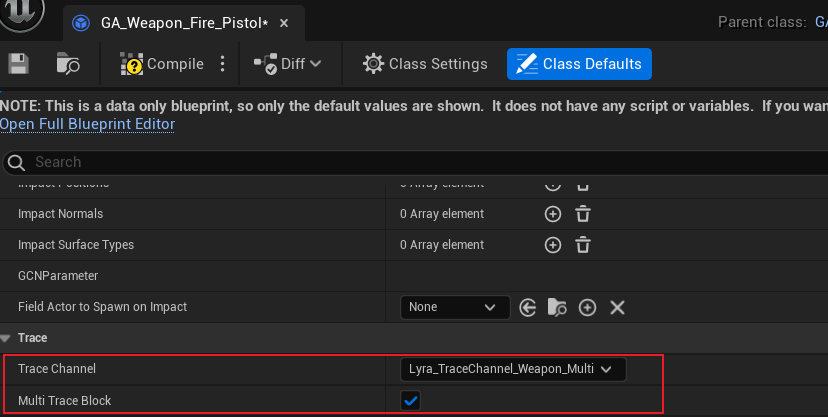 GA_Weapon_Fire_Pistol*
Parent class:
Compile
Diff
Class Settings
Class Defaults
NOTE: This is a data only blueprint, so only the default values are shown. It does not have any script or variables. If you wan
Open Full Blueprint Editor
Search
Impact Positions 0 Array element
Impact Normals 0 Array element
Impact Surface Types 0 Array element
GCNParameter
Field Actor to Spawn on Impact None
Trace
Trace Channel Lyra_TraceChannel_Weapon_Multi
Multi Trace Block